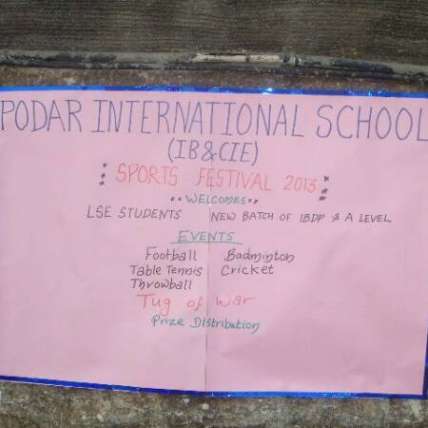 PODAR INTERNATIONAL SCHOOL
(IB&CIE)
SPORTS FESTIVAL 2013
WELCOMES
LSE STUDENTS NEW BATCH OF IBDP & A LEVEL
EVENTS
Football Badminton
Table Tennis Cricket
Throwball
Tug of War
Prize Distribution